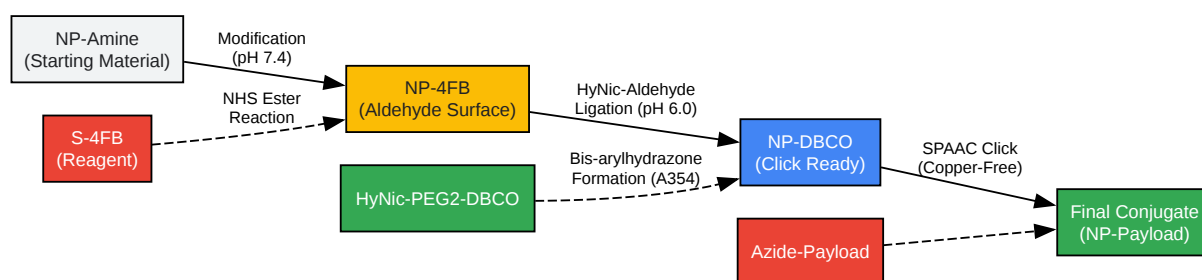 NP-Amine
(Starting Material)
Modification
(pH 7.4)
S-4FB
(Reagent)
NHS Ester
Reaction
NP-4FB
(Aldehyde Surface)
HyNic-Aldehyde
Ligation (pH 6.0)
HyNic-PEG2-DBCO
Bis-arylhydrazone
Formation (A354)
NP-DBCO
(Click Ready)
SPAAC Click
(Copper-Free)
Azide-Payload
Final Conjugate
(NP-Payload)